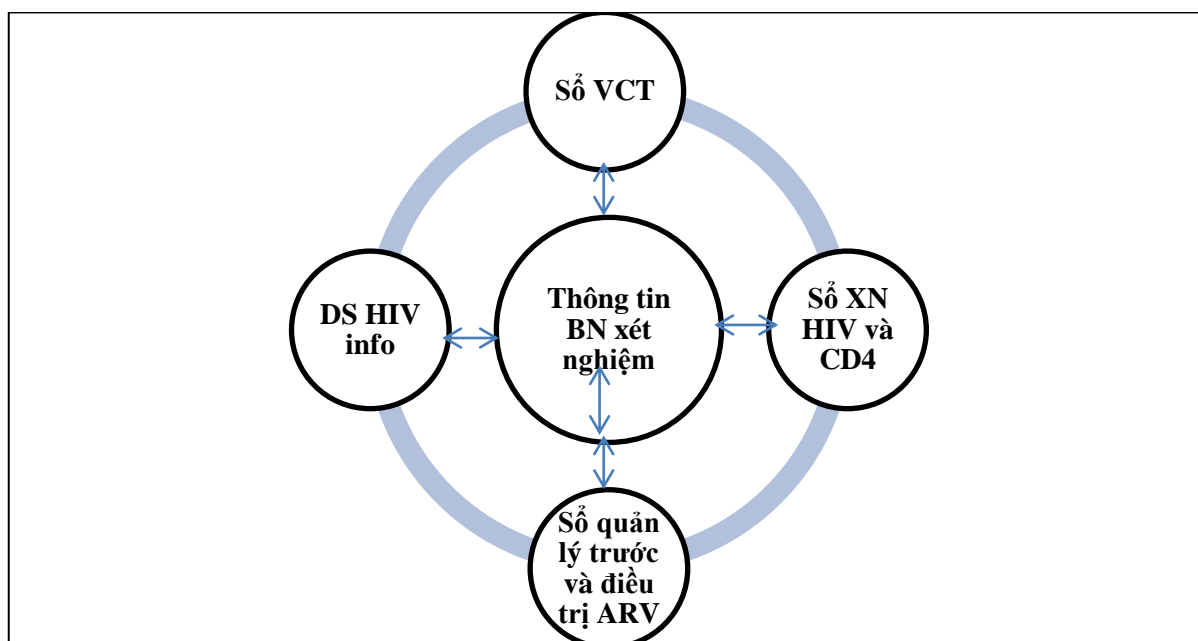 Sổ VCT
DS HIV
info
Thông tin
BN xét
nghiệm
Sổ XN
HIV và
CD4
Sổ quản
lý trước
và điều
trị ARV